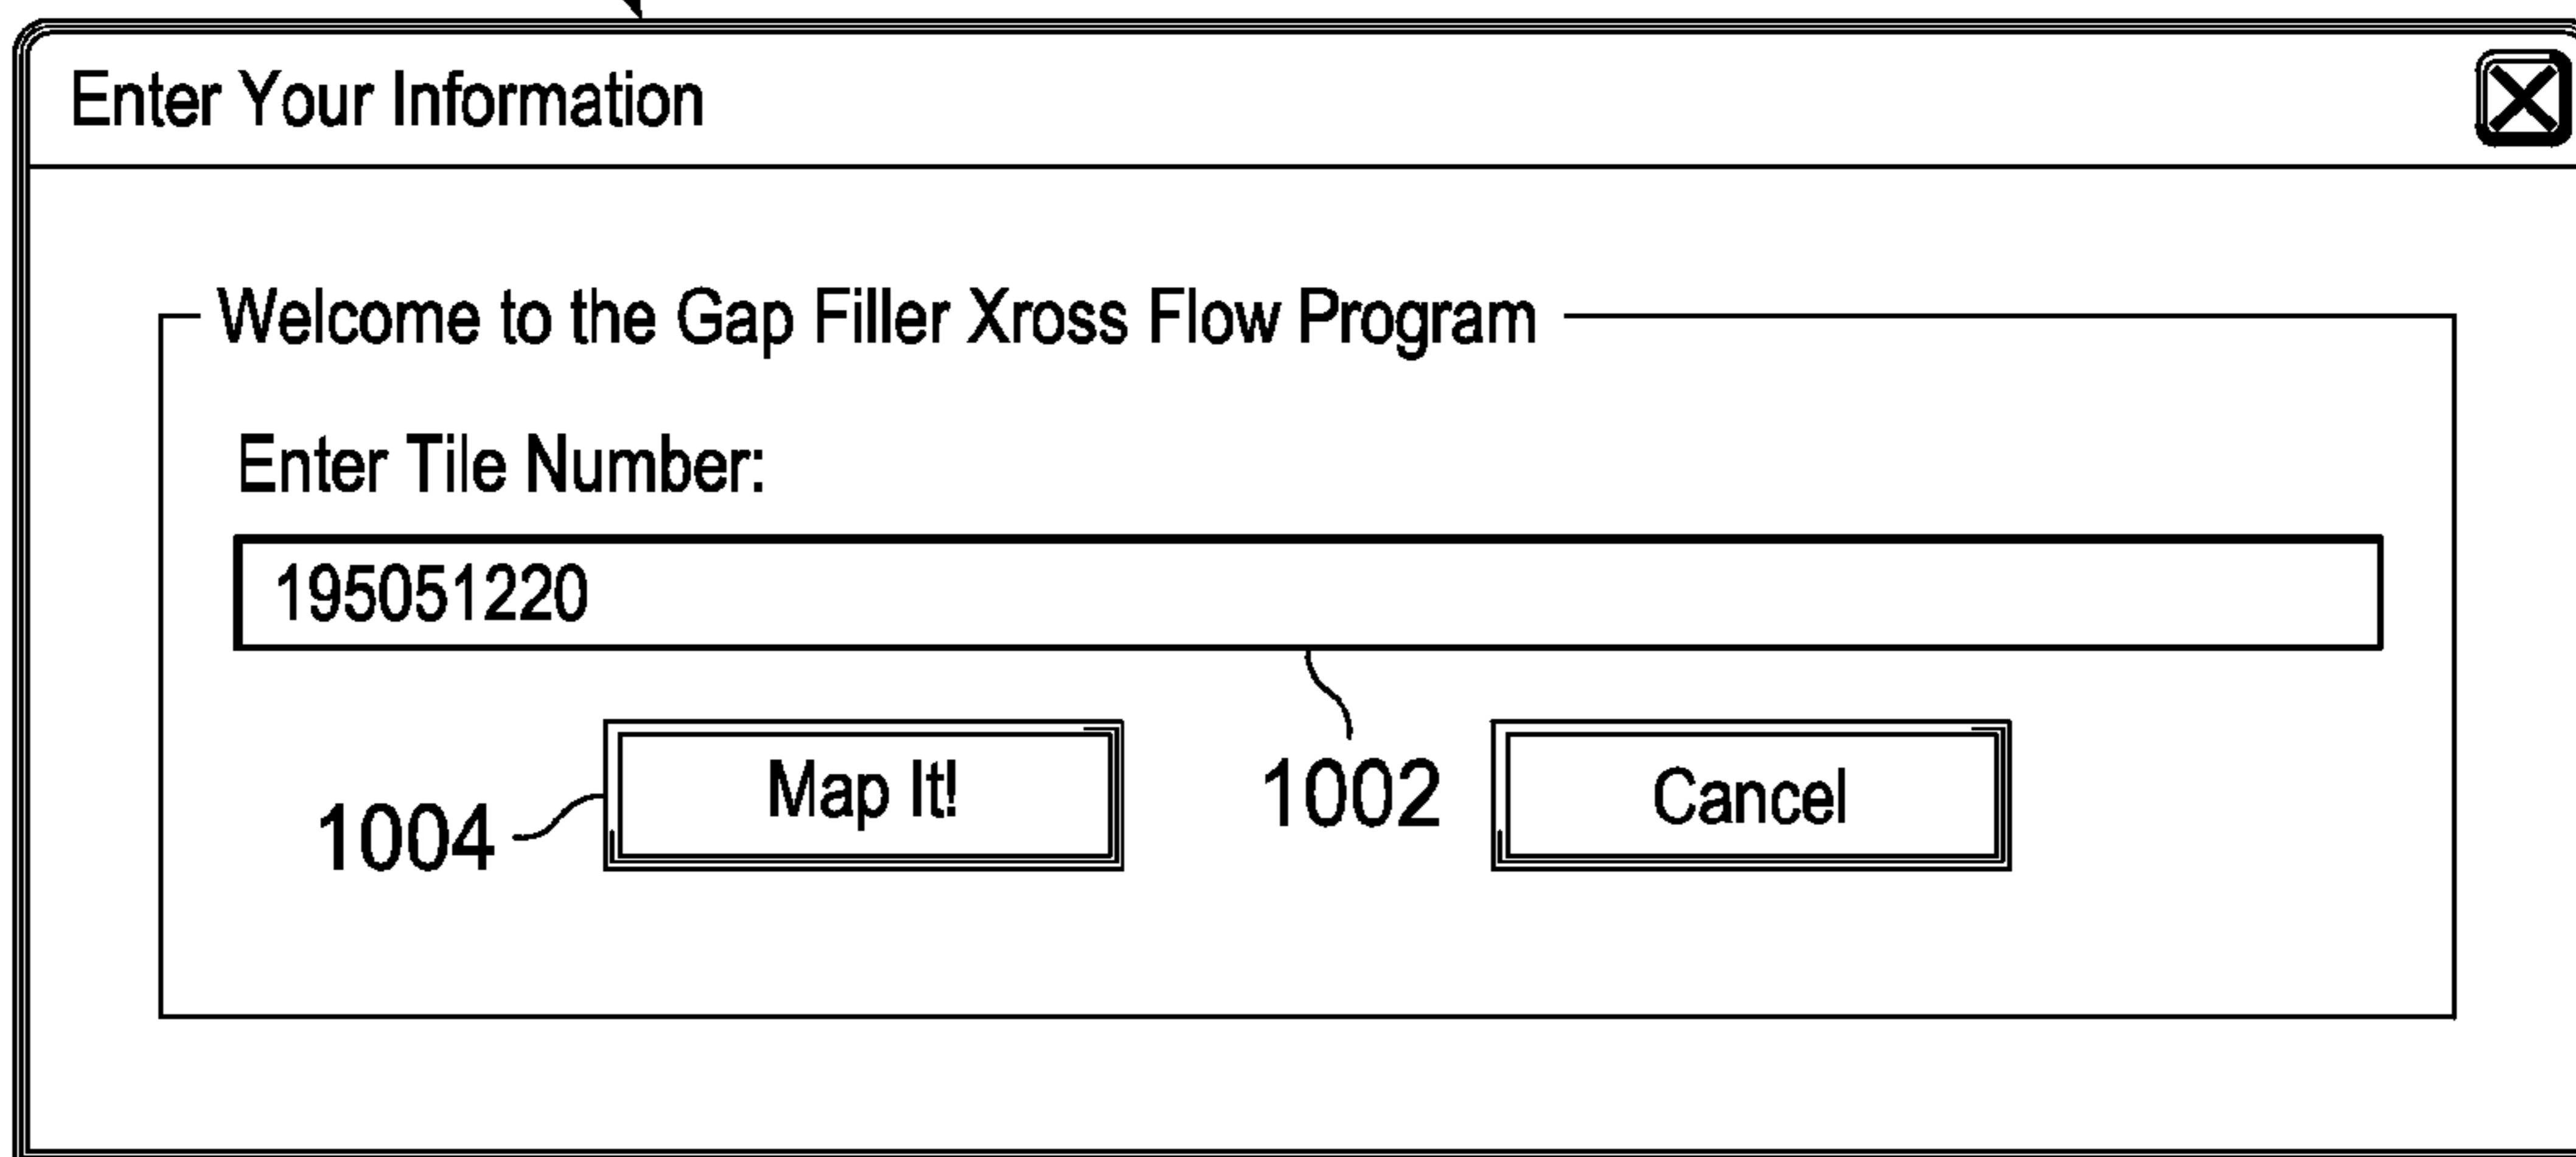 Enter Your Information
Welcome to the Gap Filler Xross Flow Program
Enter Tile Number:
195051220
1004
Map It!
1002
Cancel